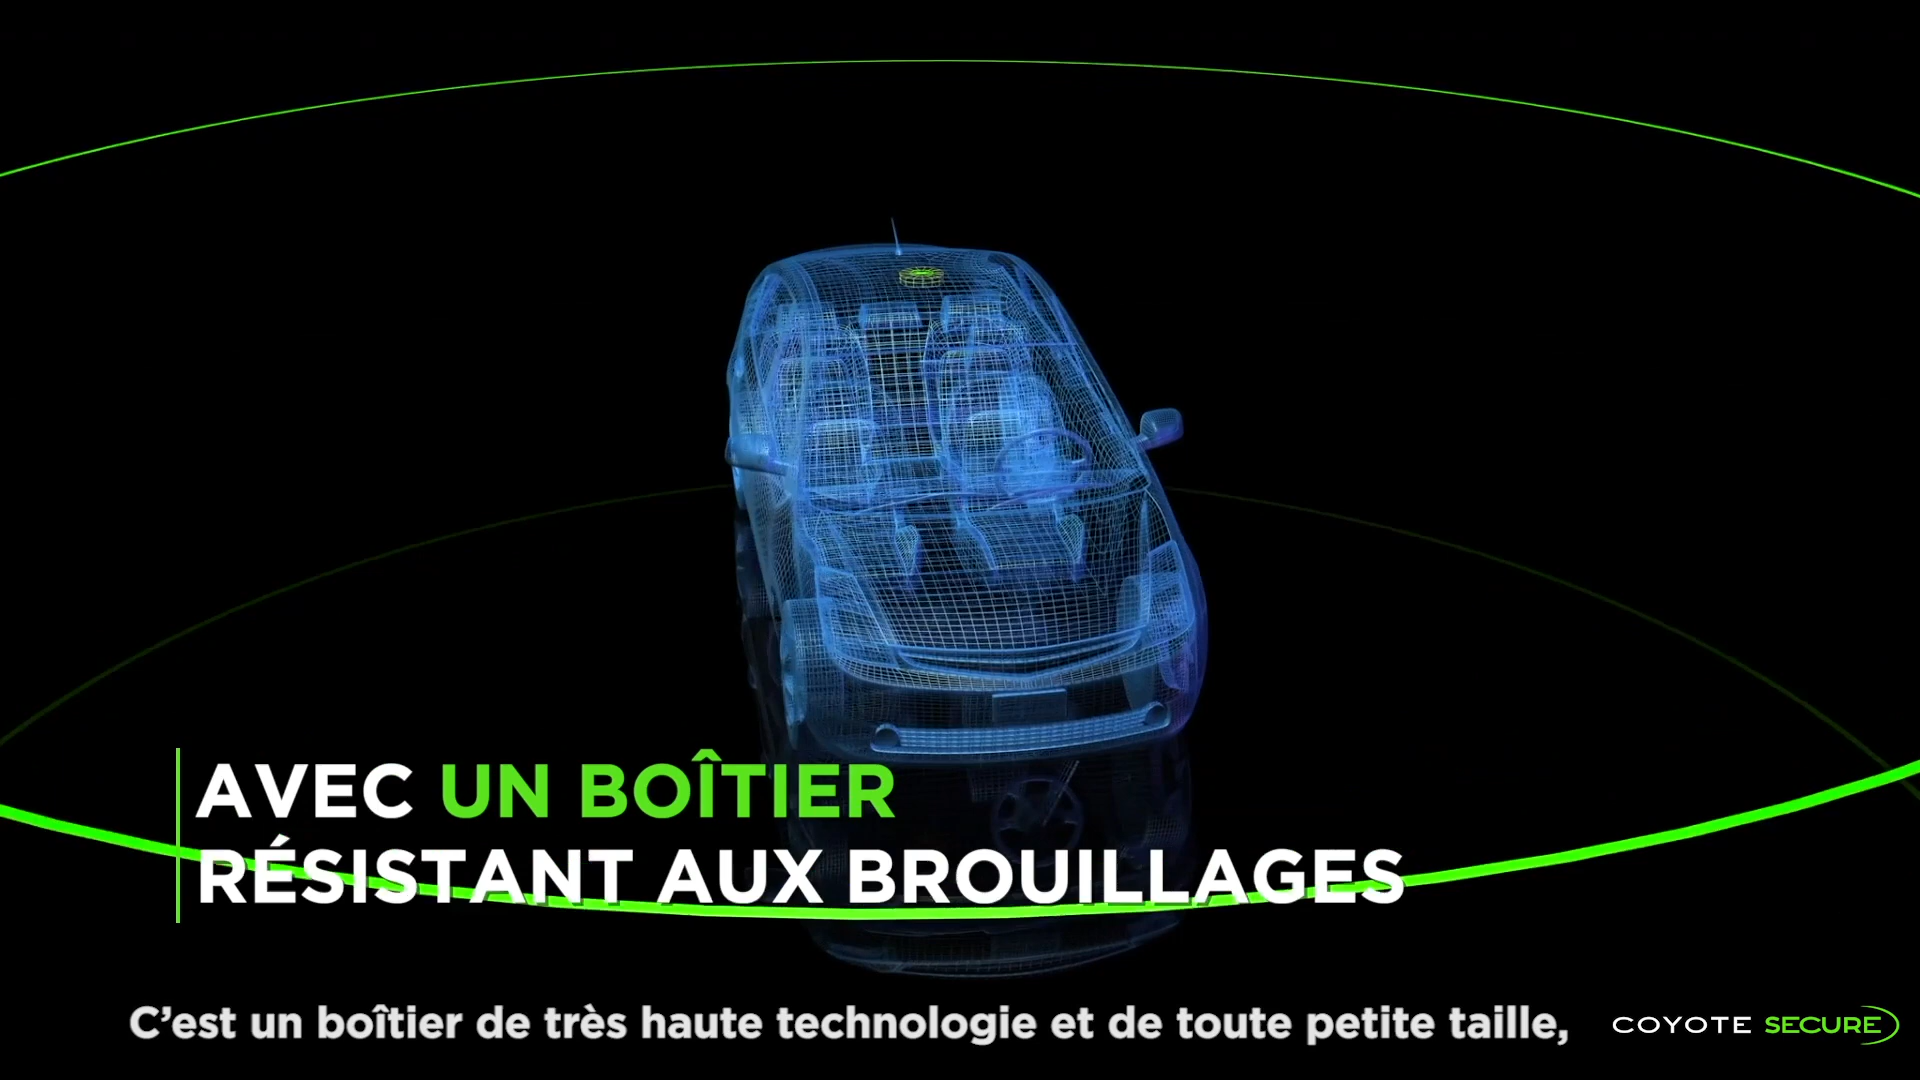 AVEC UN BOÎTIER
RÉSISTANT AUX BROUILLAGES
C’est un boîtier de très haute technologie et de toute petite taille,
COYOTE SECURE